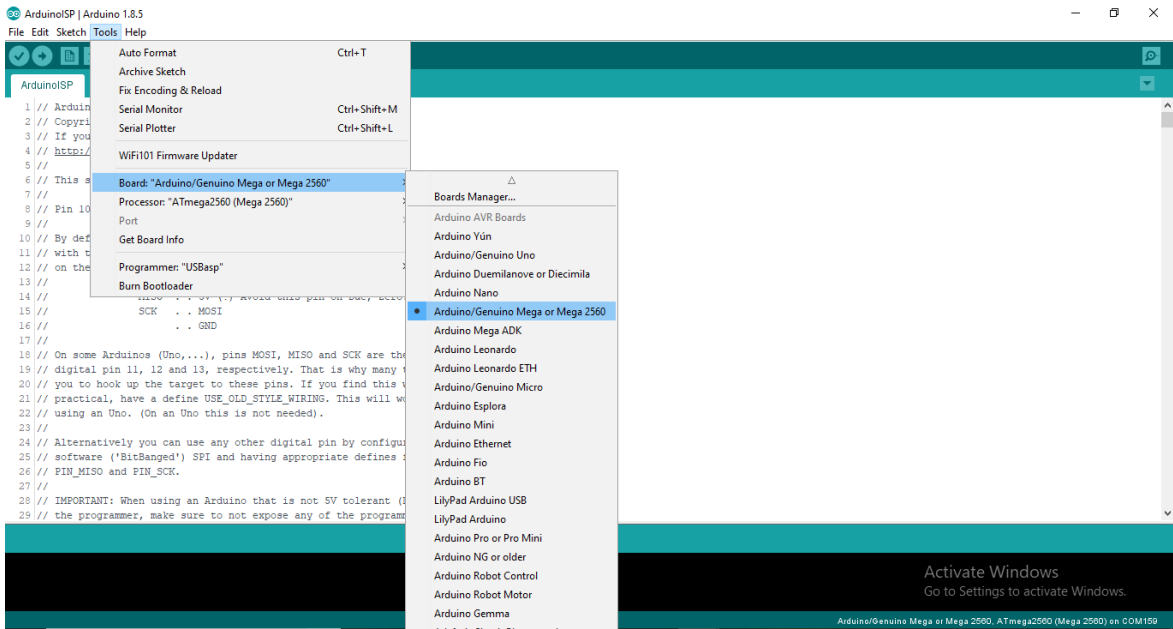 ArduinoISP | Arduino 1.8.5
File Edit Sketch Tools Help
ArduinoISP
Auto Format Ctrl+T
Archive Sketch
Fix Encoding & Reload
Serial Monitor Ctrl+Shift+M
Serial Plotter Ctrl+Shift+L
WiFi101 Firmware Updater
Board: "Arduino/Genuino Mega or Mega 2560"
Processor: "ATmega2560 (Mega 2560)"
Port
Get Board Info
Programmer: "USBasp"
Burn Bootloader
△
Boards Manager...
Arduino AVR Boards
Arduino Yún
Arduino/Genuino Uno
Arduino Duemilanove or Diecimila
Arduino Nano
Arduino/Genuino Mega or Mega 2560
Arduino Mega ADK
Arduino Leonardo
Arduino Leonardo ETH
Arduino/Genuino Micro
Arduino Esplora
Arduino Mini
Arduino Ethernet
Arduino Fio
Arduino BT
LilyPad Arduino USB
LilyPad Arduino
Arduino Pro or Pro Mini
Arduino NG or older
Arduino Robot Control
Arduino Robot Motor
Arduino Gemma
1 // Arduin
2 // Copyri
3 // If you
4 // http:/
5 //
6 // This s
7 //
8 // Pin 10
9 //
10 // By def
11 // with t
12 // on the
13 //
14 //
15 // SCK . . MOSI
16 // . . GND
17 //
18 // On some Arduinos (Uno,...), pins MOSI, MISO and SCK are the
19 // digital pin 11, 12 and 13, respectively. That is why many t
20 // you to hook up the target to these pins. If you find this w
21 // practical, have a define USE_OLD_STYLE_WIRING. This will wo
22 // using an Uno. (On an Uno this is not needed).
23 //
24 // Alternatively you can use any other digital pin by configur
25 // software ('BitBanged') SPI and having appropriate defines
26 // PIN_MISO and PIN_SCK.
27 //
28 // IMPORTANT: When using an Arduino that is not 5V tolerant (
29 // the programmer, make sure to not expose any of the programm
Activate Windows
Go to Settings to activate Windows.
Arduino/Genuino Mega or Mega 2560, ATmega2560 (Mega 2560) on COM159